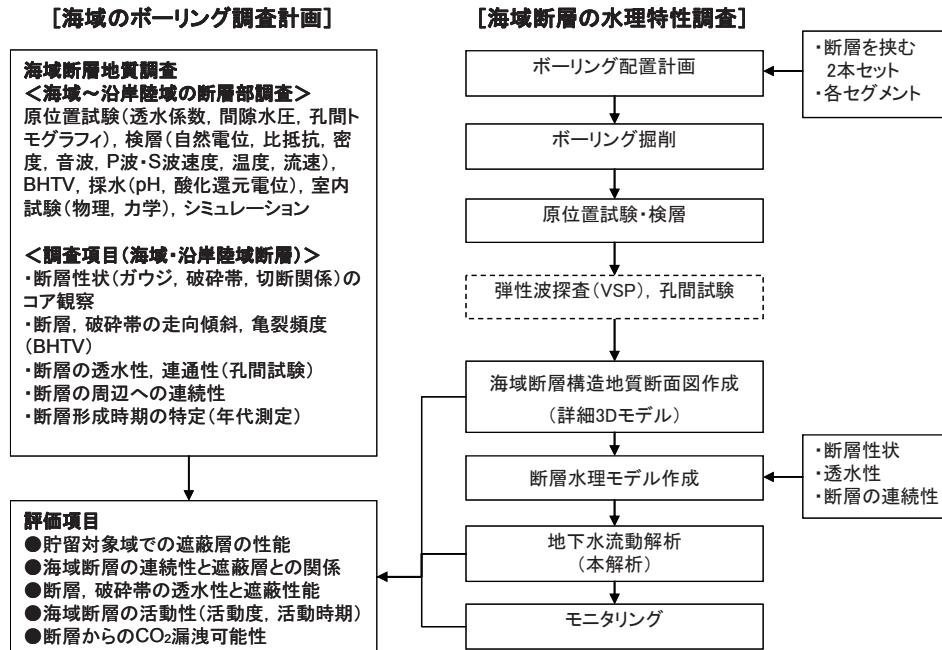 [海域のボーリング調査計画]
海域断層地質調査
＜海域～沿岸陸域の断層部調査＞
原位置試験(透水係数, 間隙水圧, 孔間ト
モグラフィ), 検層(自然電位, 比抵抗, 密
度, 音波, P波・S波速度, 温度, 流速),
BHTV, 採水(pH, 酸化還元電位), 室内
試験(物理, 力学), シミュレーション
＜調査項目(海域・沿岸陸域断層)＞
・断層性状(ガウジ, 破砕帯, 切断関係)の
コア観察
・断層, 破砕帯の走向傾斜, 亀裂頻度
(BHTV)
・断層の透水性, 連通性(孔間試験)
・断層の周辺への連続性
・断層形成時期の特定(年代測定)
評価項目
●貯留対象域での遮蔽層の性能
●海域断層の連続性と遮蔽層との関係
●断層, 破砕帯の透水性と遮蔽性能
●海域断層の活動性(活動度, 活動時期)
●断層からのCO₂漏洩可能性
[海域断層の水理特性調査]
ボーリング配置計画
・断層を挟む
2本セット
・各セグメント
ボーリング掘削
原位置試験・検層
弾性波探査(VSP), 孔間試験
海域断層構造地質断面図作成
(詳細3Dモデル)
断層水理モデル作成
・断層性状
・透水性
・断層の連続性
地下水流動解析
(本解析)
モニタリング